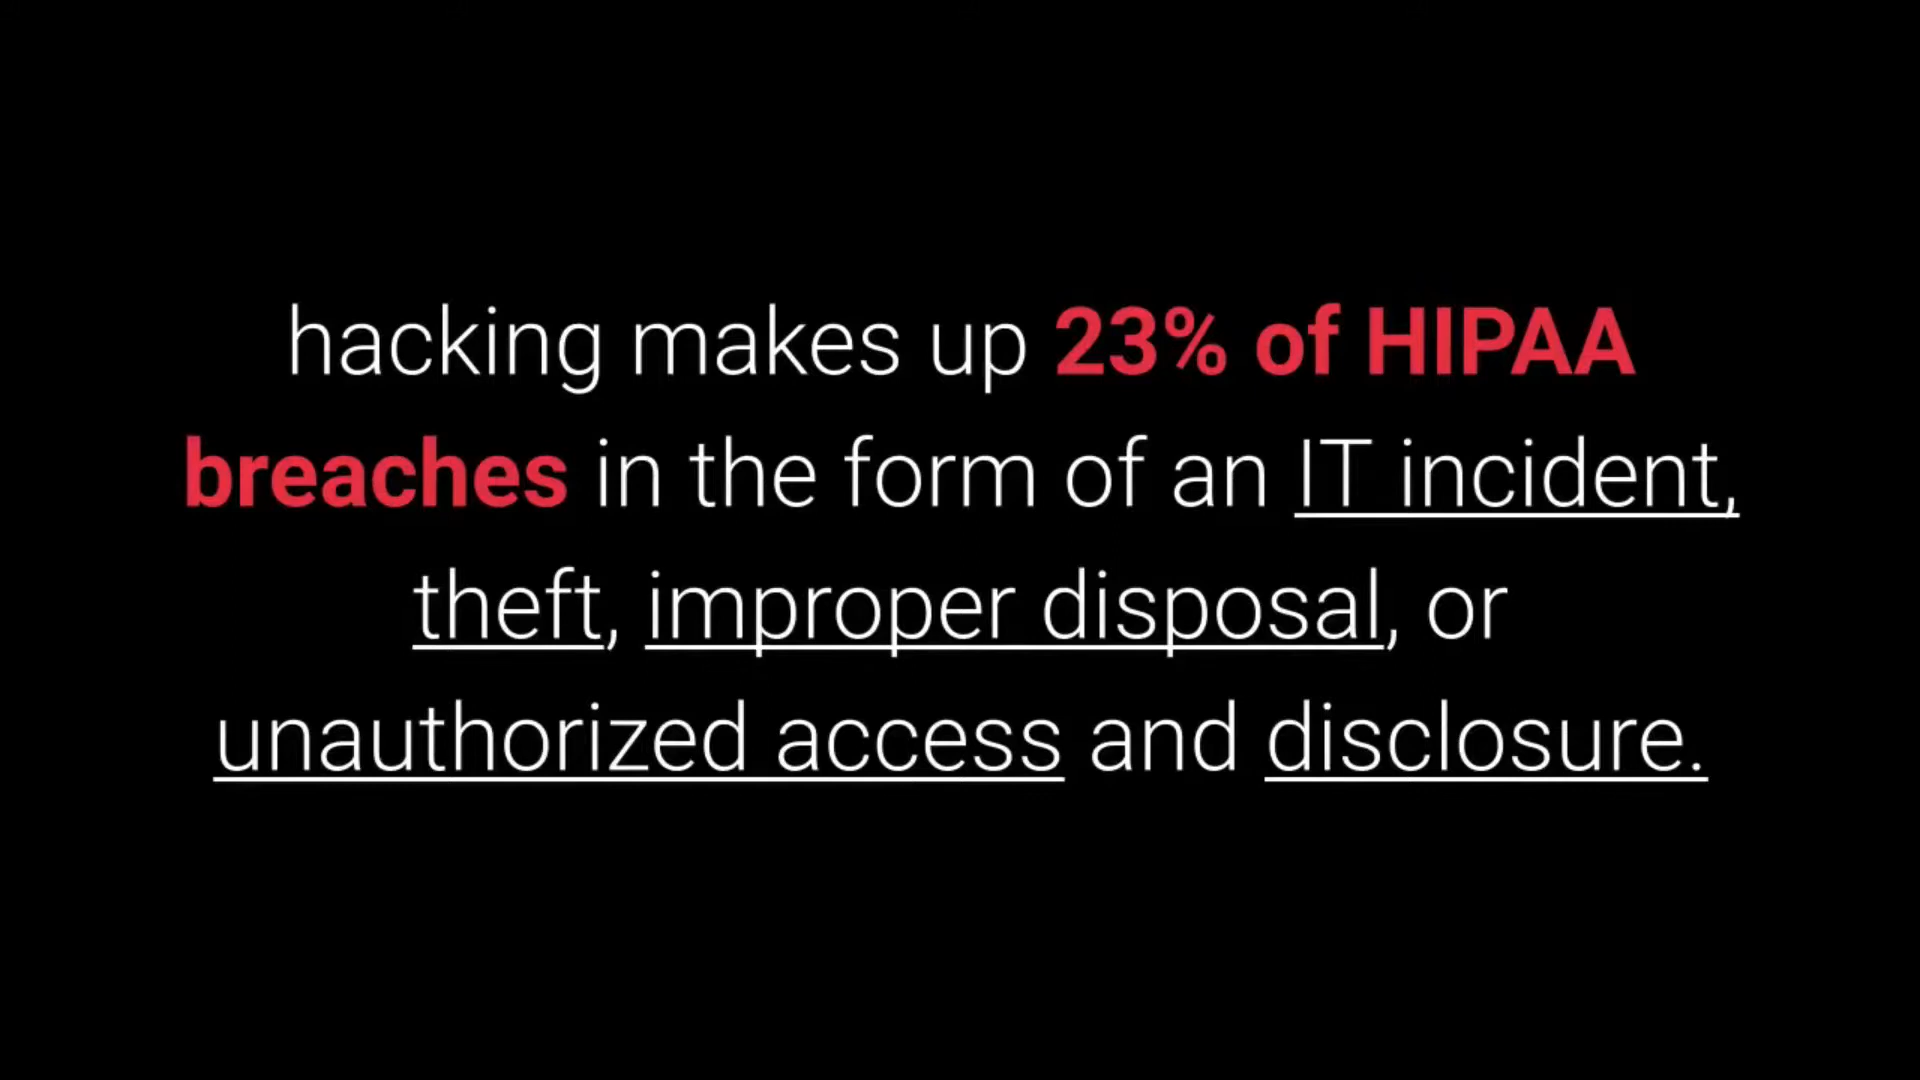 hacking makes up 23% of HIPAA
breaches in the form of an IT incident,
theft, improper disposal, or
unauthorized access and disclosure.